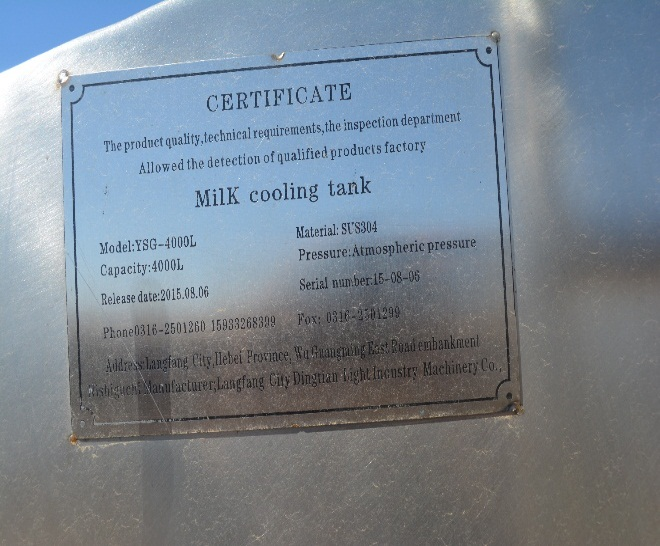 CERTIFICATE
The product quality,technical requirements,the inspection department
Allowed the detection of qualified products factory
MilK cooling tank
Model:YSG-4000L
Material: SUS304
Capacity:4000L
Pressure:Atmospheric pressure
Release date:2015.08.06
Serial number:15-08-06
Phone0316-2501260 15933268399
Fox: 0316-2501299
Address:Langfang City,Hebei Province, Wu Guangming East Road embankment
Manufacturer;Langfang City Dingtian Light Industry Machinery Co.,